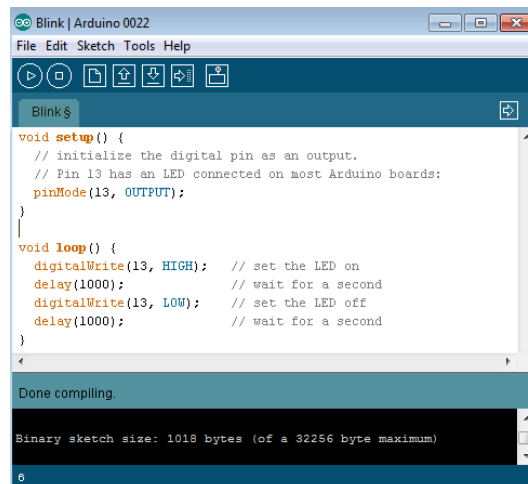 Blink | Arduino 0022
File Edit Sketch Tools Help
Blink §
void setup() {
  // initialize the digital pin as an output.
  // Pin 13 has an LED connected on most Arduino boards:
  pinMode(13, OUTPUT);
}

void loop() {
  digitalWrite(13, HIGH);   // set the LED on
  delay(1000);              // wait for a second
  digitalWrite(13, LOW);    // set the LED off
  delay(1000);              // wait for a second
}
Done compiling.
Binary sketch size: 1018 bytes (of a 32256 byte maximum)
6